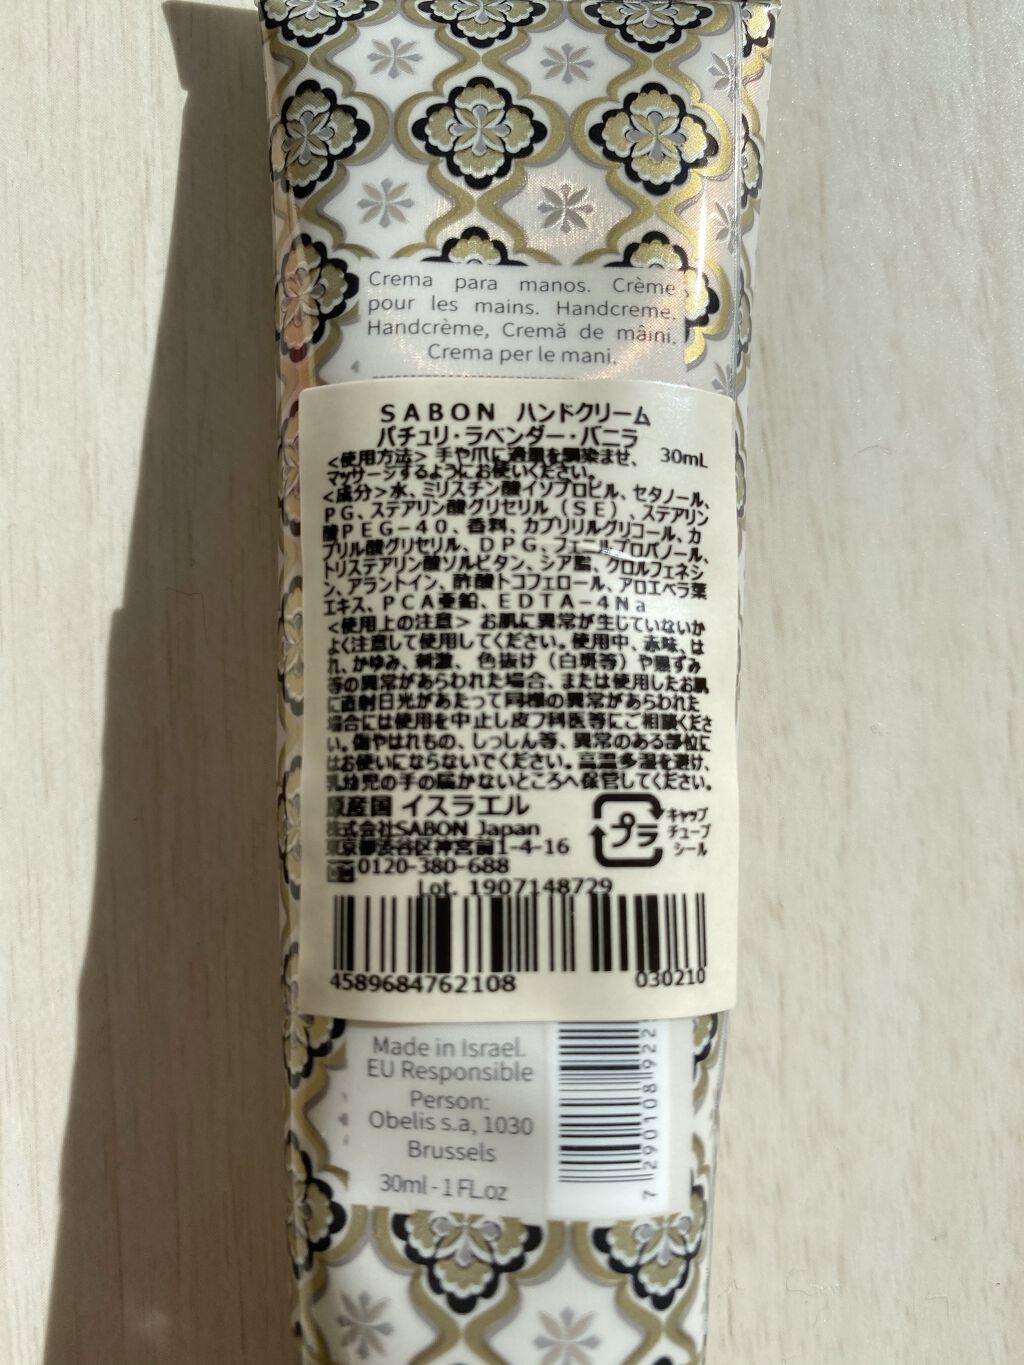 Crema para manos. Crème
pour les mains. Handcreme.
Handcrème, Cremă de mâini.
Crema per le mani.
SABON ハンドクリーム
パチュリ・ラベンダー・バニラ
<使用方法> 手や爪に適量を馴染ませ、 30mL
マッサージするようにお使いください。
<成分>水、ミリスチン酸イソプロピル、セタノール、
PG、ステアリン酸グリセリル(SE)、ステアリン
酸PEG-40、香料、カプリリルグリコール、カ
プリル酸グリセリル、DPG、フェニルプロパノール、
トリステアリン酸ソルビタン、シア脂、クロルフェネシ
ン、アラントイン、酢酸トコフェロール、アロエベラ葉
エキス、PCA亜鉛、EDTA-4Na
<使用上の注意> お肌に異常が生じていないか
よく注意して使用してください。使用中、赤味、は
れ、かゆみ、刺激、色抜け(白斑等)や黒ずみ
等の異常があらわれた場合、または使用したお肌
に直射日光があたって同様の異常があらわれた
場合には使用を中止し皮フ科医等にご相談くださ
い。傷やはれもの、しっしん等、異常のある部位に
はお使いにならないでください。高温多湿を避け、
乳幼児の手の届かないところへ保管してください。
原産国 イスラエル
株式会社SABON Japan
東京都渋谷区神宮前1-4-16
0120-380-688
プラ
キャップ
チューブ
シール
Lot. 1907148729
4589684762108 030210
Made in Israel.
EU Responsible
Person:
Obelis s.a, 1030
Brussels
30ml - 1 FL.oz
7 290108 922